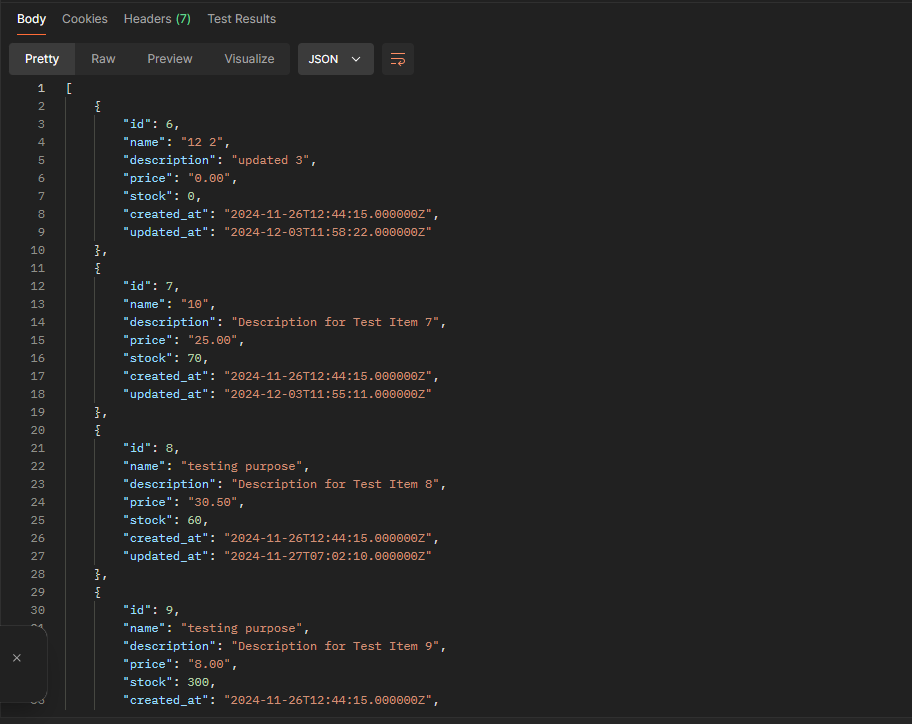 Body Cookies Headers (7) Test Results
Pretty Raw Preview Visualize JSON
1 [
2 {
3 "id": 6,
4 "name": "12 2",
5 "description": "updated 3",
6 "price": "0.00",
7 "stock": 0,
8 "created_at": "2024-11-26T12:44:15.000000Z",
9 "updated_at": "2024-12-03T11:58:22.000000Z"
10 },
11 {
12 "id": 7,
13 "name": "10",
14 "description": "Description for Test Item 7",
15 "price": "25.00",
16 "stock": 70,
17 "created_at": "2024-11-26T12:44:15.000000Z",
18 "updated_at": "2024-12-03T11:55:11.000000Z"
19 },
20 {
21 "id": 8,
22 "name": "testing purpose",
23 "description": "Description for Test Item 8",
24 "price": "30.50",
25 "stock": 60,
26 "created_at": "2024-11-26T12:44:15.000000Z",
27 "updated_at": "2024-11-27T07:02:10.000000Z"
28 },
29 {
30 "id": 9,
"name": "testing purpose",
"description": "Description for Test Item 9",
"price": "8.00",
"stock": 300,
"created_at": "2024-11-26T12:44:15.000000Z",